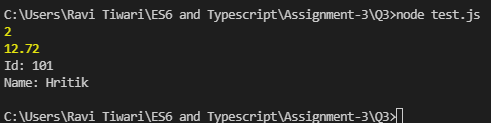 C:\Users\Ravi Tiwari\ES6 and Typescript\Assignment-3\Q3>node test.js
2
12.72
Id: 101
Name: Hritik
C:\Users\Ravi Tiwari\ES6 and Typescript\Assignment-3\Q3>